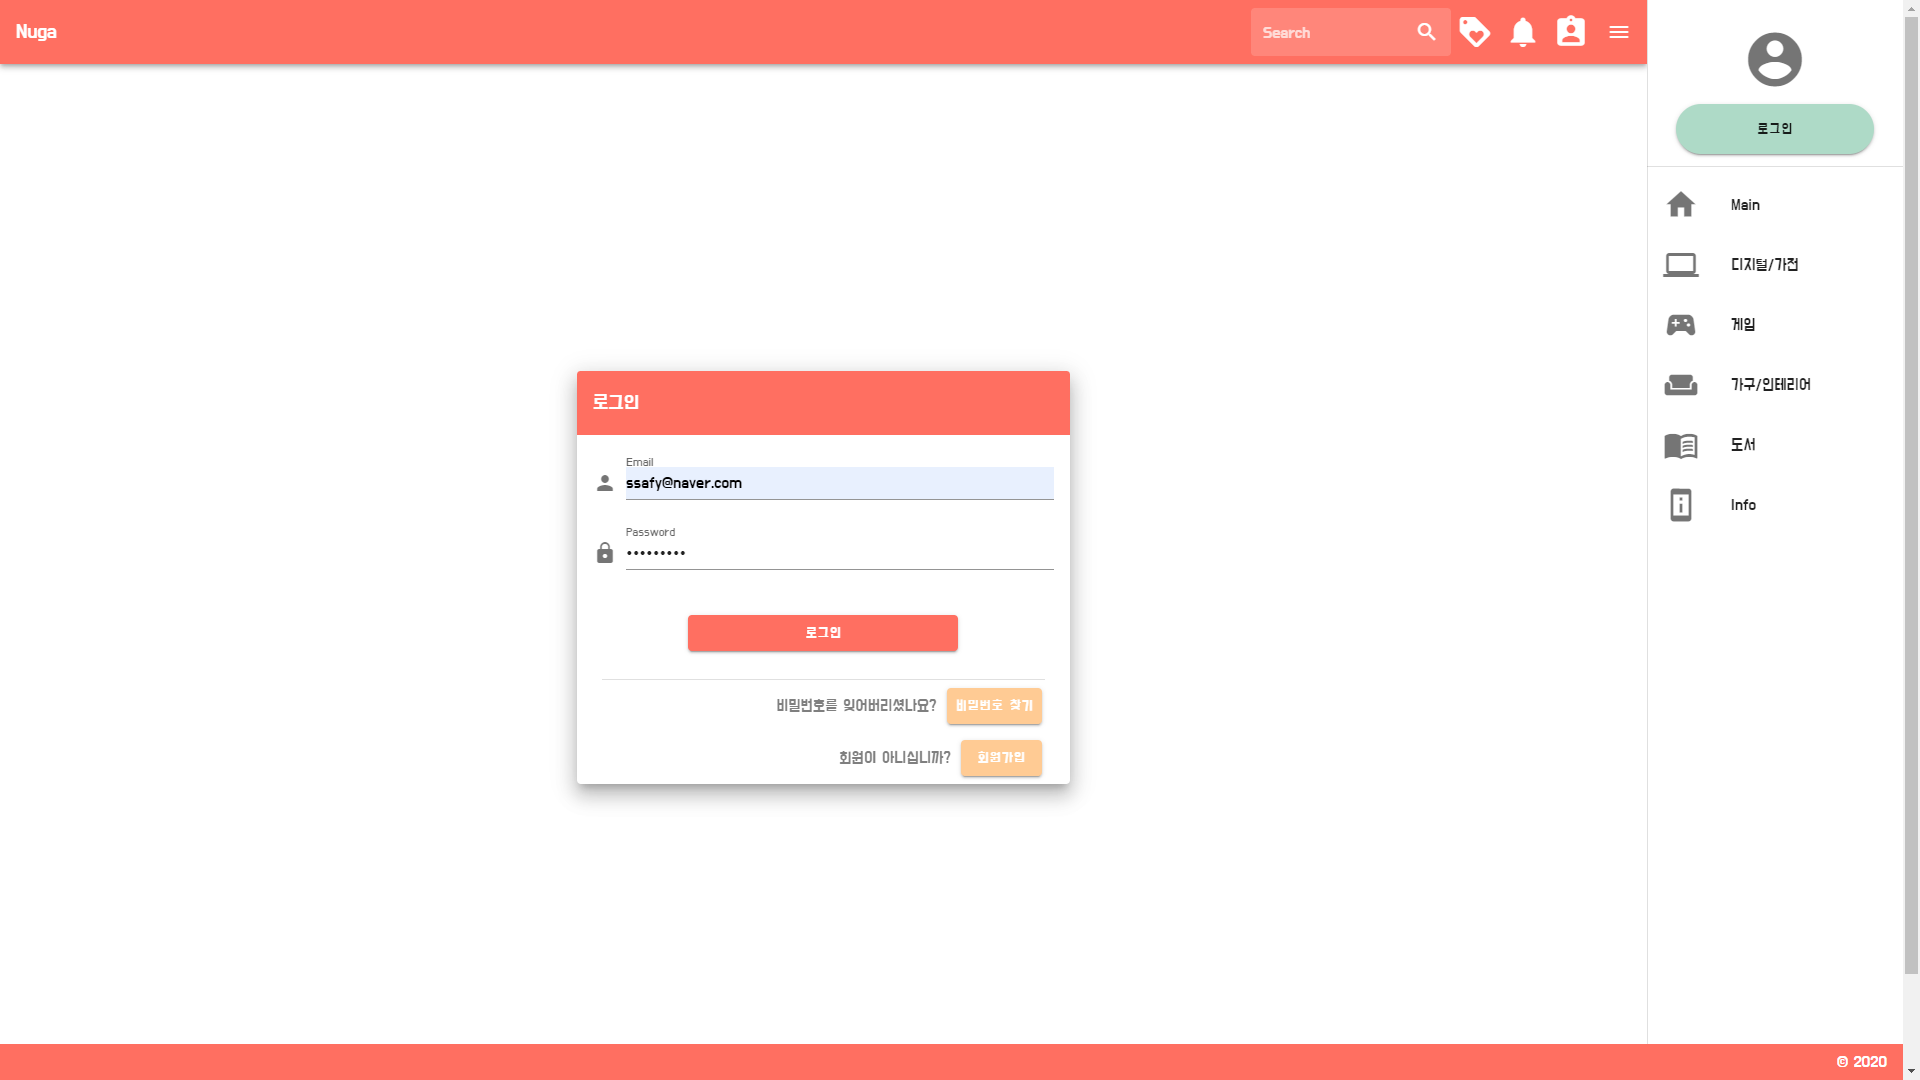 Nuga
Search
로그인
Main
디지털/가전
게임
가구/인테리어
도서
Info
로그인
Email
ssafy@naver.com
Password
•••••••••
로그인
비밀번호를 잊어버리셨나요? 비밀번호 찾기
회원이 아니십니까? 회원가입
© 2020